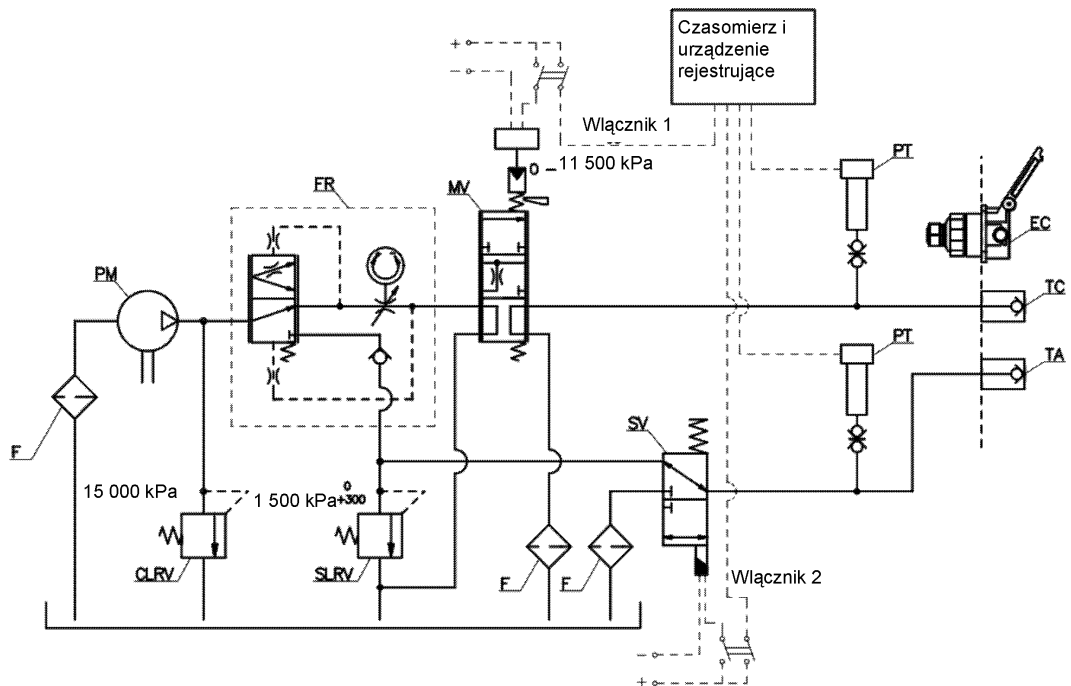 Czasomierz i
urządzenie
rejestrujące
+
−
Włącznik 1
0 – 11 500 kPa
PT
FR
MV
EC
PM
TC
PT
TA
F
SV
15 000 kPa
1 500 kPa 0 +300
CLRV
SLRV
F
F
Włącznik 2
−
+